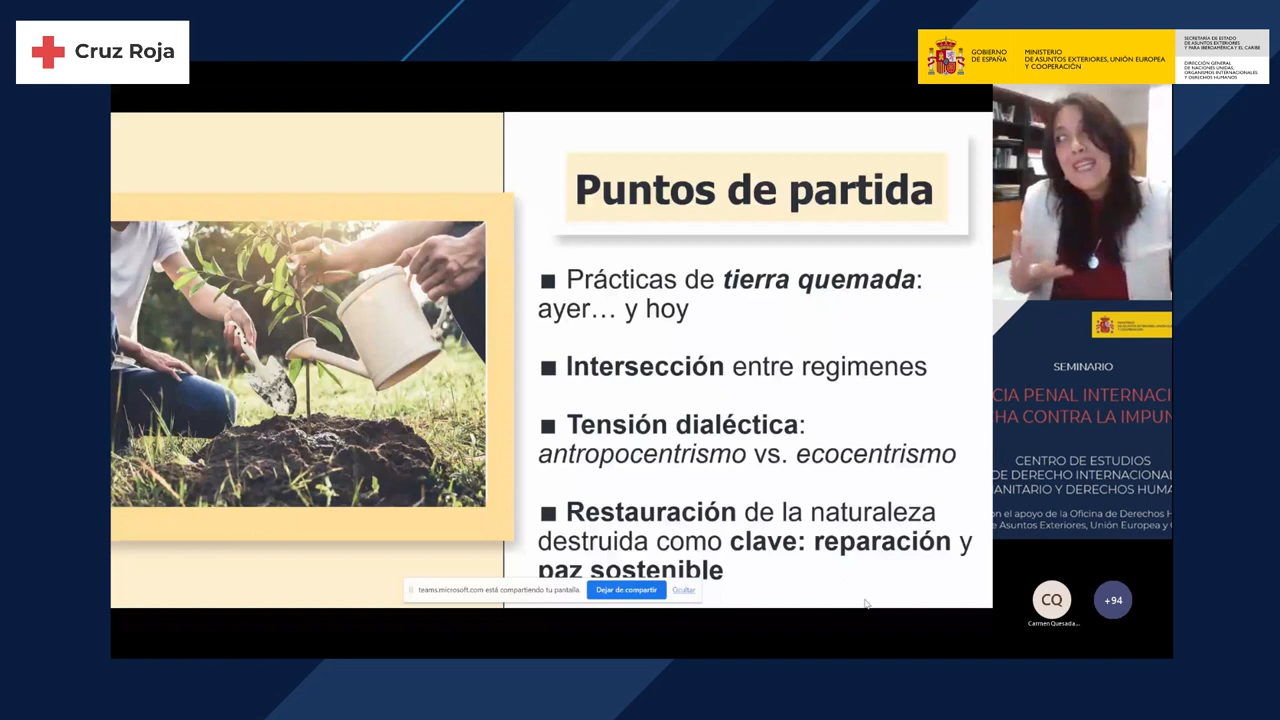 Cruz Roja
GOBIERNO
DE ESPAÑA
MINISTERIO
DE ASUNTOS EXTERIORES, UNIÓN EUROPEA
Y COOPERACIÓN
SECRETARÍA DE ESTADO
DE ASUNTOS EXTERIORES
Y PARA IBEROAMÉRICA Y EL CARIBE
DIRECCIÓN GENERAL
DE NACIONES UNIDAS,
ORGANISMOS INTERNACIONALES
Y DERECHOS HUMANOS
Puntos de partida
■ Prácticas de tierra quemada:
ayer… y hoy
■ Intersección entre regimenes
■ Tensión dialéctica:
antropocentrismo vs. ecocentrismo
■ Restauración de la naturaleza
destruida como clave: reparación y
paz sostenible
teams.microsoft.com está compartiendo tu pantalla.
Dejar de compartir
Ocultar
SEMINARIO
CIA PENAL INTERNACI
HA CONTRA LA IMPUN
CENTRO DE ESTUDIOS
DE DERECHO INTERNACIONAL
ANITARIO Y DERECHOS HUMA
on el apoyo de la Oficina de Derechos H
e Asuntos Exteriores, Unión Europea y C
CQ
+94
Carmen Quesada...